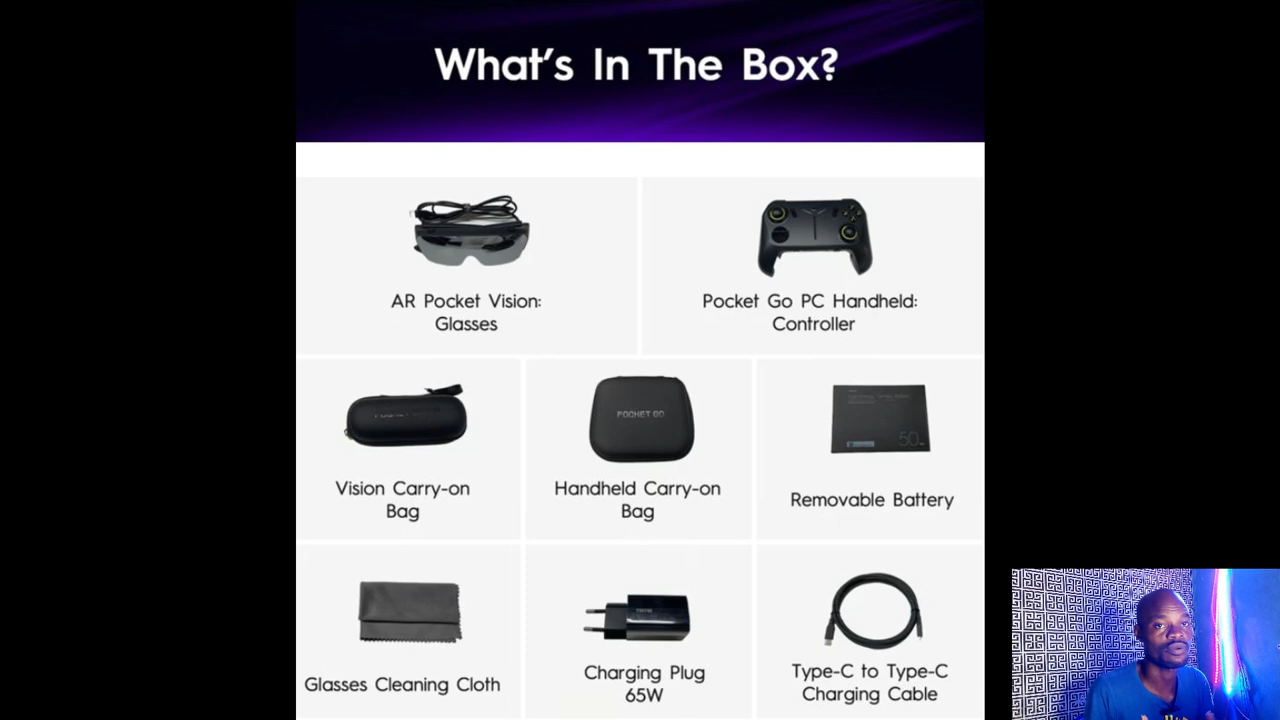 What's In The Box?
AR Pocket Vision:
Glasses
Pocket Go PC Handheld:
Controller
POCKET GO
50
Vision Carry-on
Bag
Handheld Carry-on
Bag
Removable Battery
Glasses Cleaning Cloth
Charging Plug
65W
Type-C to Type-C
Charging Cable